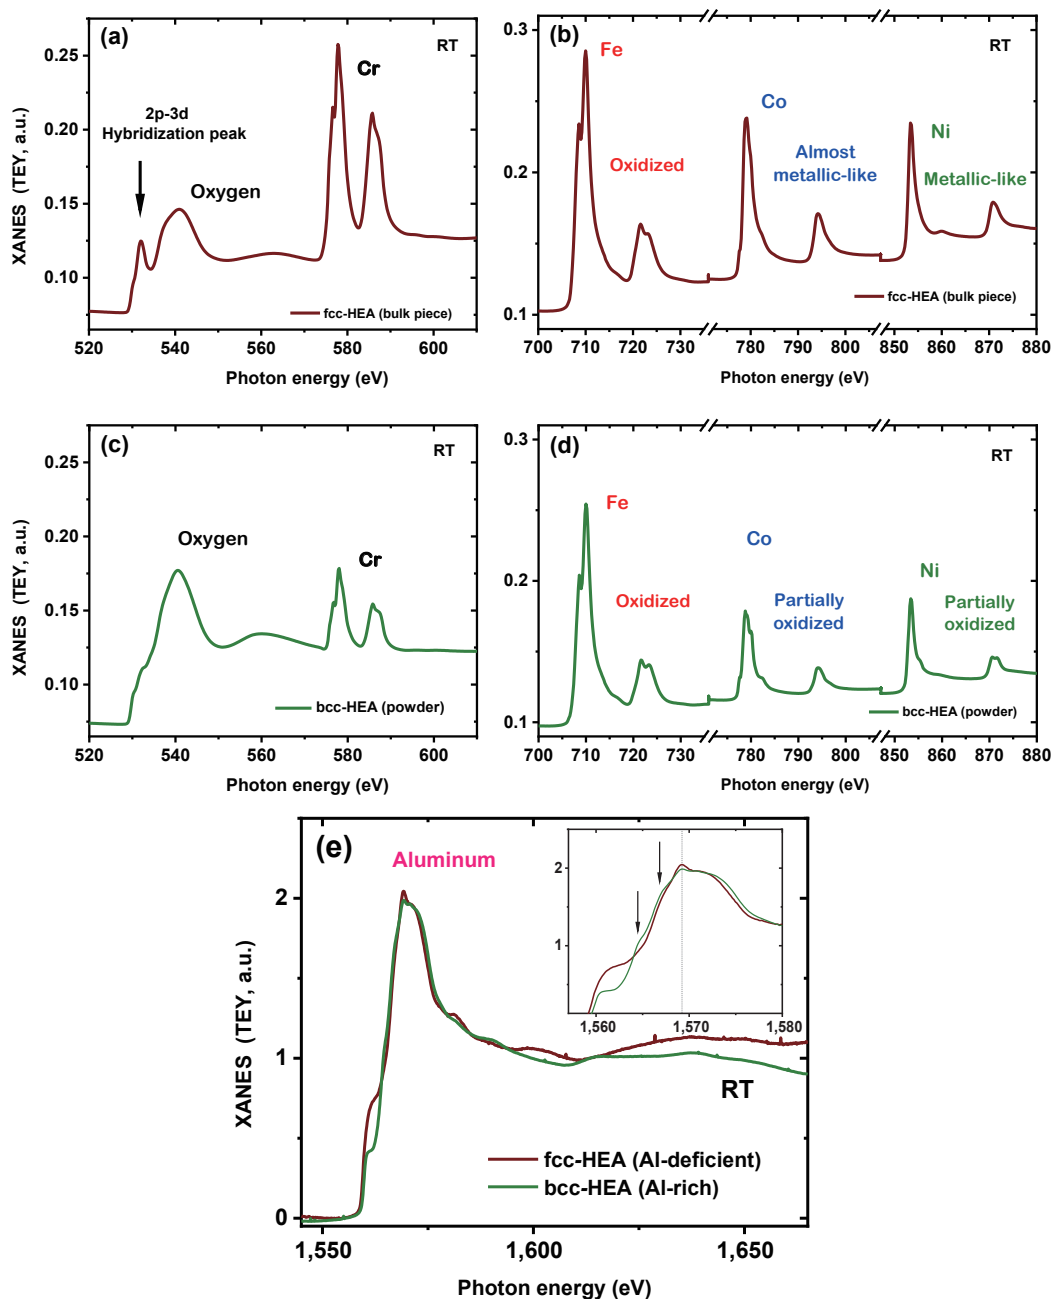 (a)
RT
0.25
0.20
0.15
0.10
XANES (TEY, a.u.)
2p-3d
Hybridization peak
Oxygen
Cr
fcc-HEA (bulk piece)
520 540 560 580 600
Photon energy (eV)
(b)
RT
0.3
0.2
0.1
Fe
Oxidized
Co
Almost
metallic-like
Ni
Metallic-like
fcc-HEA (bulk piece)
700 710 720 730 780 790 800 850 860 870 880
Photon energy (eV)
(c)
RT
0.25
0.20
0.15
0.10
XANES (TEY, a.u.)
Oxygen
Cr
bcc-HEA (powder)
520 540 560 580 600
Photon energy (eV)
(d)
RT
0.3
0.2
0.1
Fe
Oxidized
Co
Partially
oxidized
Ni
Partially
oxidized
bcc-HEA (powder)
700 710 720 730 780 790 800 850 860 870 880
Photon energy (eV)
(e)
Aluminum
2
1
0
XANES (TEY, a.u.)
2
1
1,560 1,570 1,580
RT
fcc-HEA (Al-deficient)
bcc-HEA (Al-rich)
1,550 1,600 1,650
Photon energy (eV)